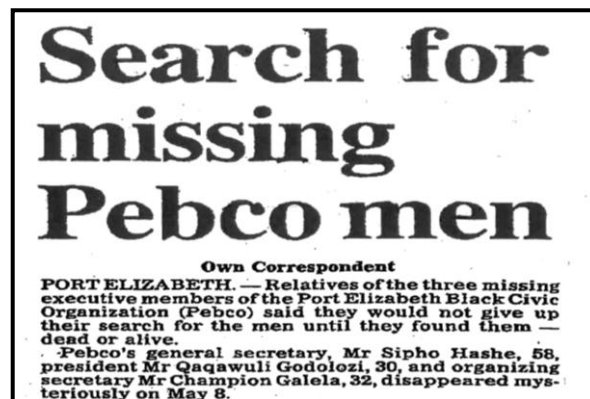 Search for
missing
Pebco men
Own Correspondent
PORT ELIZABETH. — Relatives of the three missing
executive members of the Port Elizabeth Black Civic
Organization (Pebco) said they would not give up
their search for the men until they found them —
dead or alive.
Pebco's general secretary, Mr Sipho Hashe, 58,
president Mr Qaqawuli Godolozi, 30, and organizing
secretary Mr Champion Galela, 32, disappeared mys-
teriously on May 8.